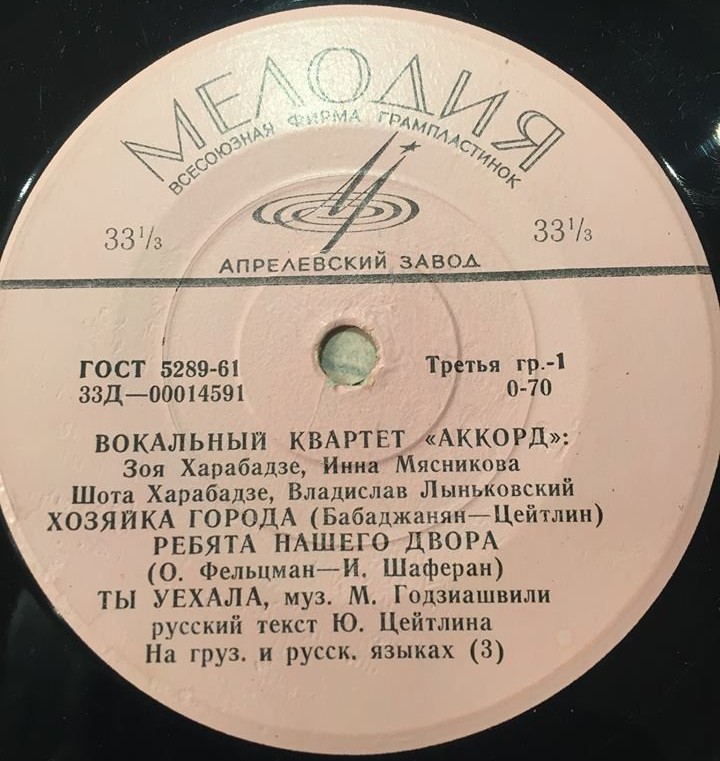 МЕЛОДИЯ
ВСЕСОЮЗНАЯ ФИРМА ГРАМПЛАСТИНОК
33⅓ 33⅓
АПРЕЛЕВСКИЙ ЗАВОД
ГОСТ 5289-61 Третья гр.-1
33Д—00014591 0-70
ВОКАЛЬНЫЙ КВАРТЕТ «АККОРД»:
Зоя Харабадзе, Инна Мясникова
Шота Харабадзе, Владислав Лыньковский
ХОЗЯЙКА ГОРОДА (Бабаджанян—Цейтлин)
РЕБЯТА НАШЕГО ДВОРА
(О. Фельцман—И. Шаферан)
ТЫ УЕХАЛА, муз. М. Годзиашвили
русский текст Ю. Цейтлина
На груз. и русск. языках (3)